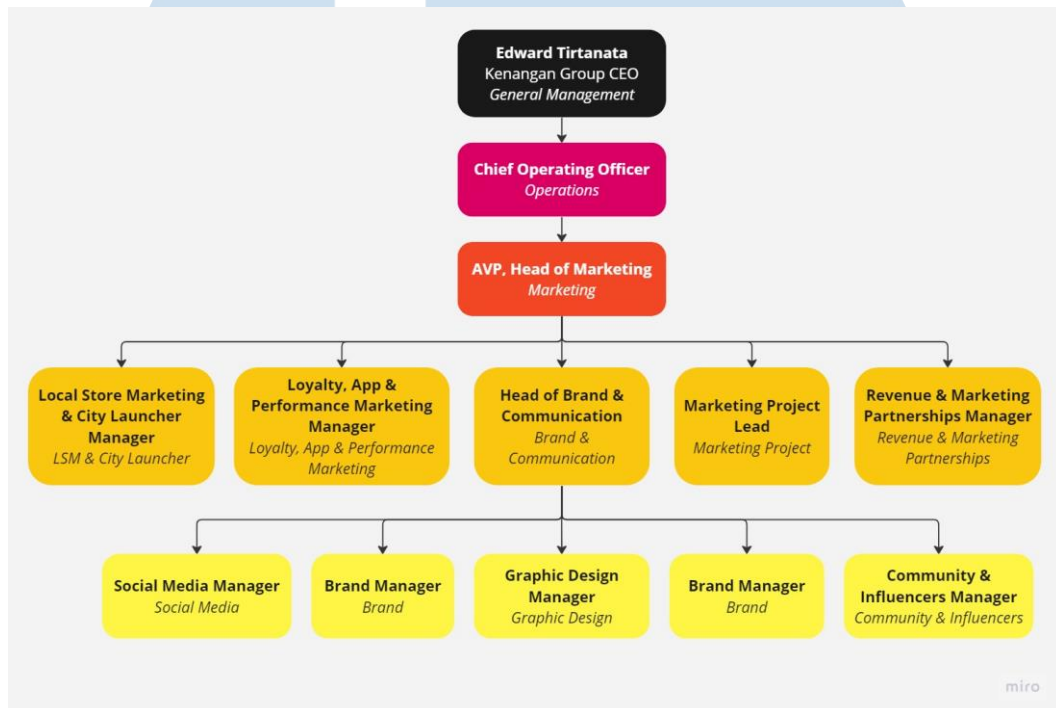 Edward Tirtanata
Kenangan Group CEO
General Management
Chief Operating Officer
Operations
AVP, Head of Marketing
Marketing
Local Store Marketing
& City Launcher
Manager
LSM & City Launcher
Loyalty, App &
Performance Marketing
Manager
Loyalty, App & Performance
Marketing
Head of Brand &
Communication
Brand &
Communication
Marketing Project
Lead
Marketing Project
Revenue & Marketing
Partnerships Manager
Revenue & Marketing
Partnerships
Social Media Manager
Social Media
Brand Manager
Brand
Graphic Design
Manager
Graphic Design
Brand Manager
Brand
Community &
Influencers Manager
Community & Influencers
miro